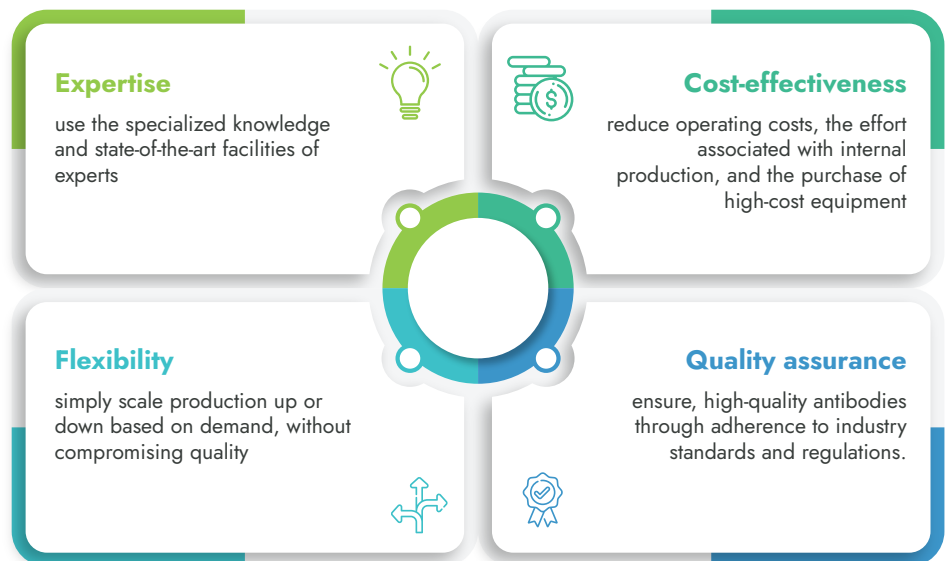 Expertise
use the specialized knowledge
and state-of-the-art facilities of
experts
Cost-effectiveness
reduce operating costs, the effort
associated with internal
production, and the purchase of
high-cost equipment
$
Flexibility
simply scale production up or
down based on demand, without
compromising quality
Quality assurance
ensure, high-quality antibodies
through adherence to industry
standards and regulations.